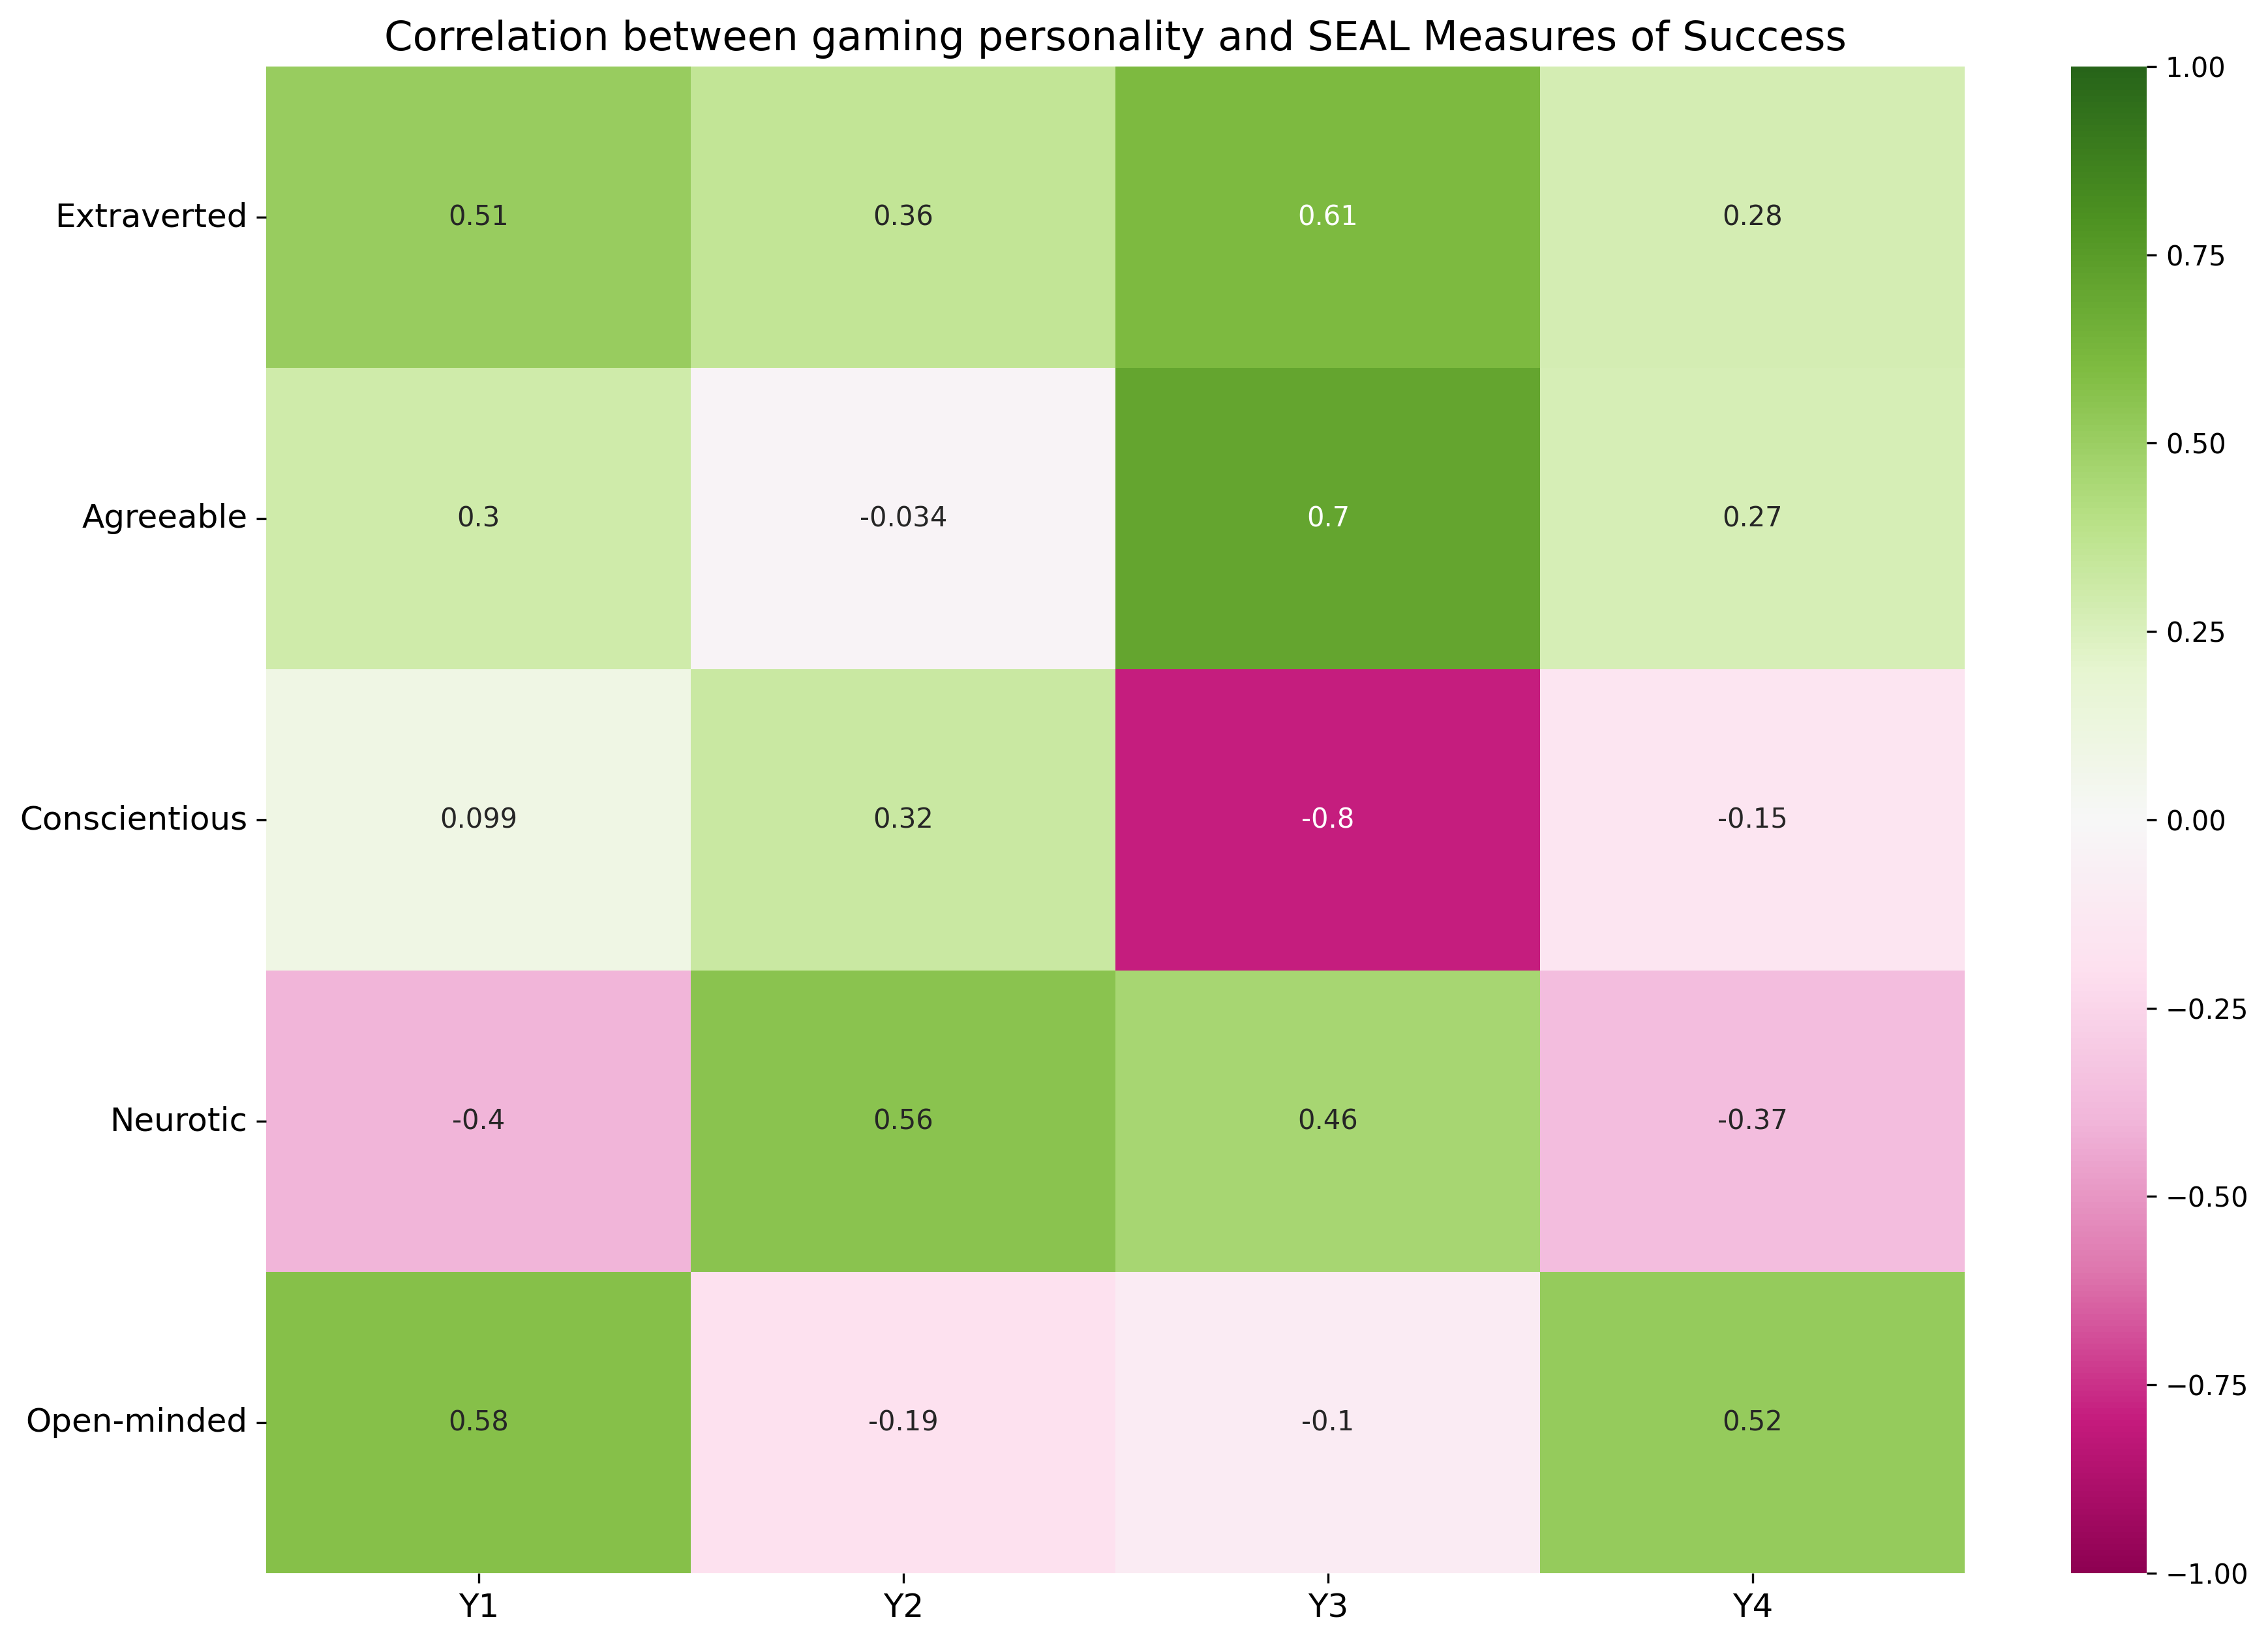 Correlation between gaming personality and SEAL Measures of Success
Extraverted 0.51 0.36 0.61 0.28
Agreeable 0.3 -0.034 0.7 0.27
Conscientious 0.099 0.32 -0.8 -0.15
Neurotic -0.4 0.56 0.46 -0.37
Open-minded 0.58 -0.19 -0.1 0.52
Y1 Y2 Y3 Y4
1.00
0.75
0.50
0.25
0.00
−0.25
−0.50
−0.75
−1.00